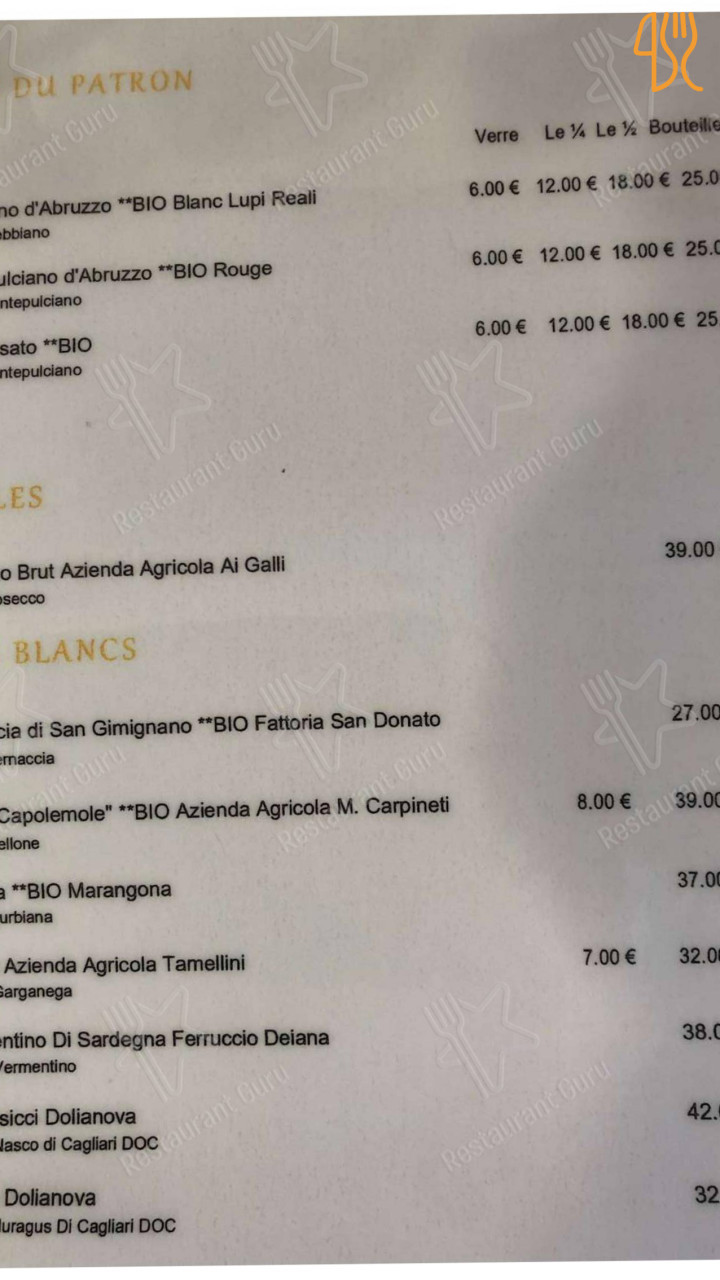 DU PATRON
Verre Le ¼ Le ½ Bouteille
no d'Abruzzo **BIO Blanc Lupi Reali 6.00 € 12.00 € 18.00 € 25.0
ebbiano
ulciano d'Abruzzo **BIO Rouge 6.00 € 12.00 € 18.00 € 25.0
ntepulciano
sato **BIO 6.00 € 12.00 € 18.00 € 25.
ntepulciano
LES
o Brut Azienda Agricola Ai Galli 39.00
osecco
BLANCS
cia di San Gimignano **BIO Fattoria San Donato 27.00
ernaccia
Capolemole" **BIO Azienda Agricola M. Carpineti 8.00 € 39.00
ellone
a **BIO Marangona 37.00
urbiana
Azienda Agricola Tamellini 7.00 € 32.00
Garganega
entino Di Sardegna Ferruccio Deiana 38.0
Vermentino
sicci Dolianova 42.
Nasco di Cagliari DOC
Dolianova 32
uragus Di Cagliari DOC
Restaurant Guru